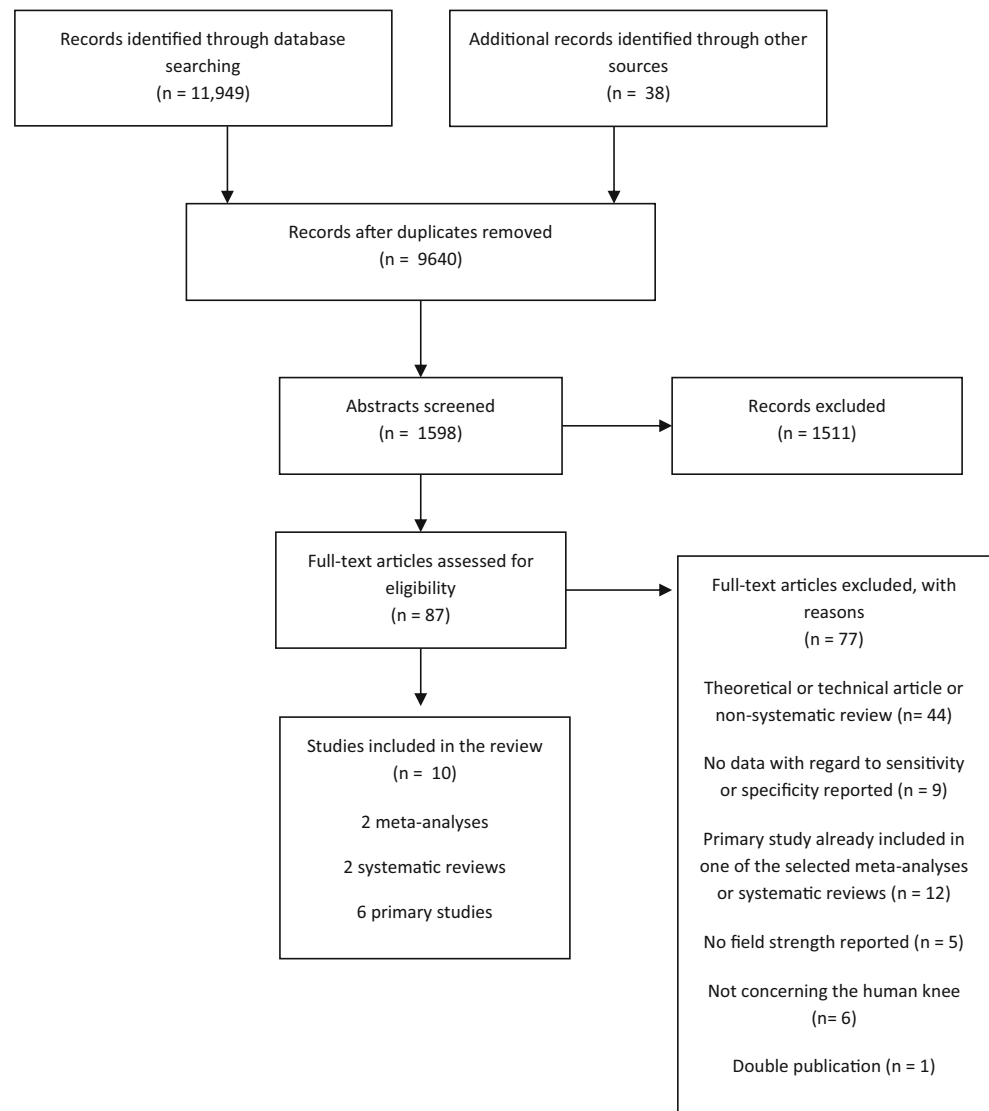 Records identified through database
searching
(n = 11,949)
Additional records identified through other
sources
(n = 38)
Records after duplicates removed
(n = 9640)
Abstracts screened
(n = 1598)
Records excluded
(n = 1511)
Full-text articles assessed for
eligibility
(n = 87)
Full-text articles excluded, with
reasons
(n = 77)
Theoretical or technical article or
non-systematic review (n= 44)
No data with regard to sensitivity
or specificity reported (n = 9)
Primary study already included in
one of the selected meta-analyses
or systematic reviews (n = 12)
No field strength reported (n = 5)
Not concerning the human knee
(n= 6)
Double publication (n = 1)
Studies included in the review
(n = 10)
2 meta-analyses
2 systematic reviews
6 primary studies